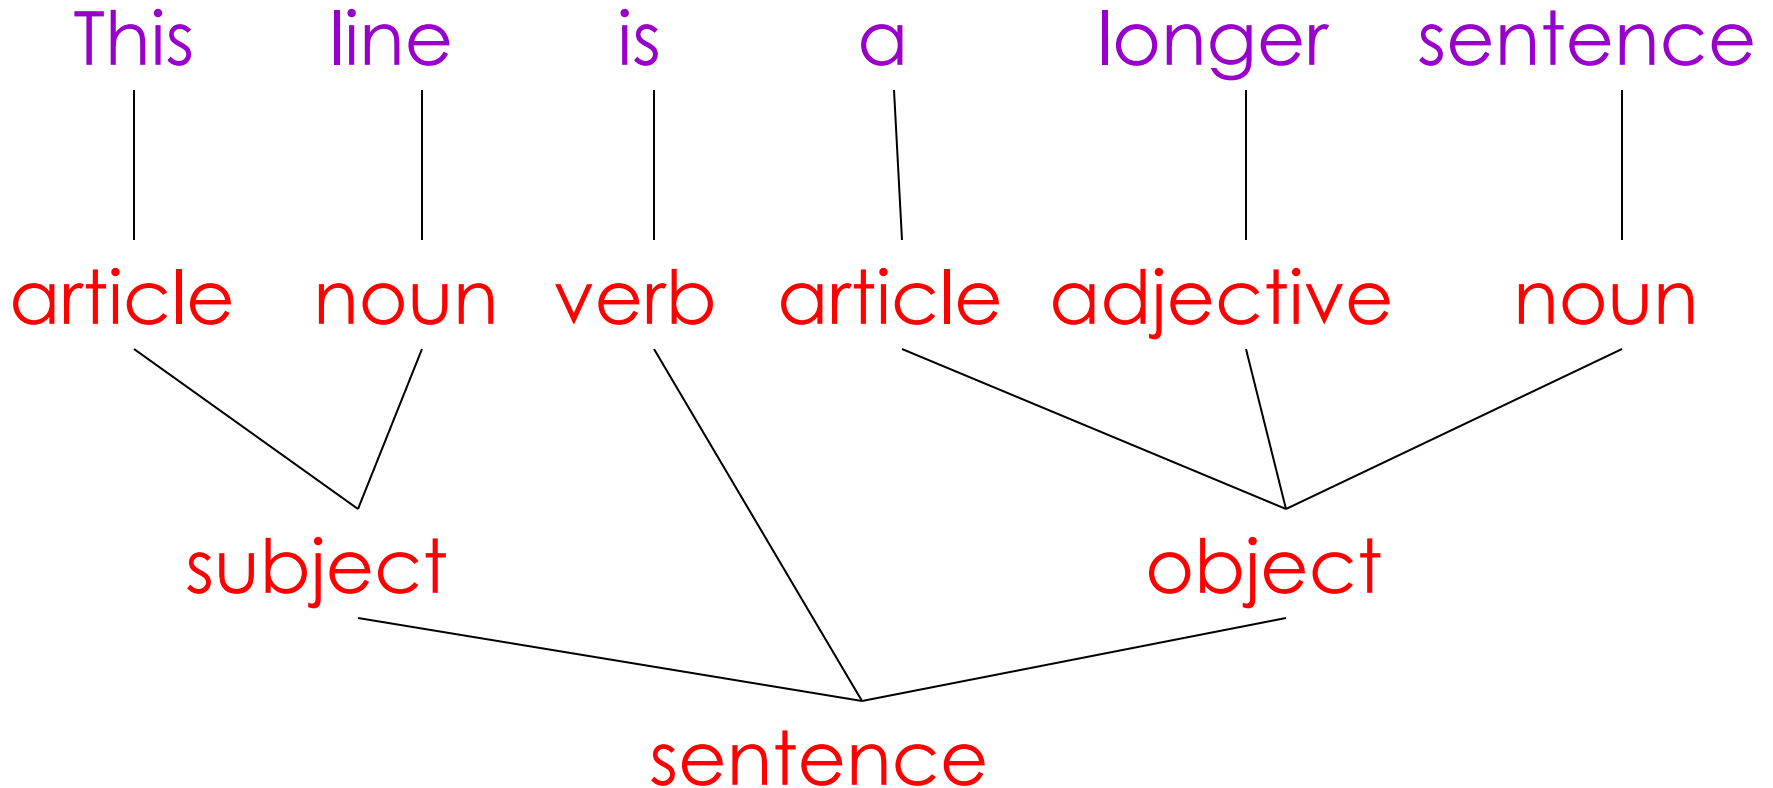 This line is a longer sentence
article noun verb article adjective noun
subject object
sentence